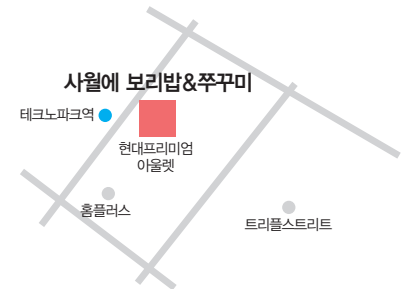 사월에 보리밥&쭈꾸미
테크노파크역
현대프리미엄
아울렛
홈플러스
트리플스트리트